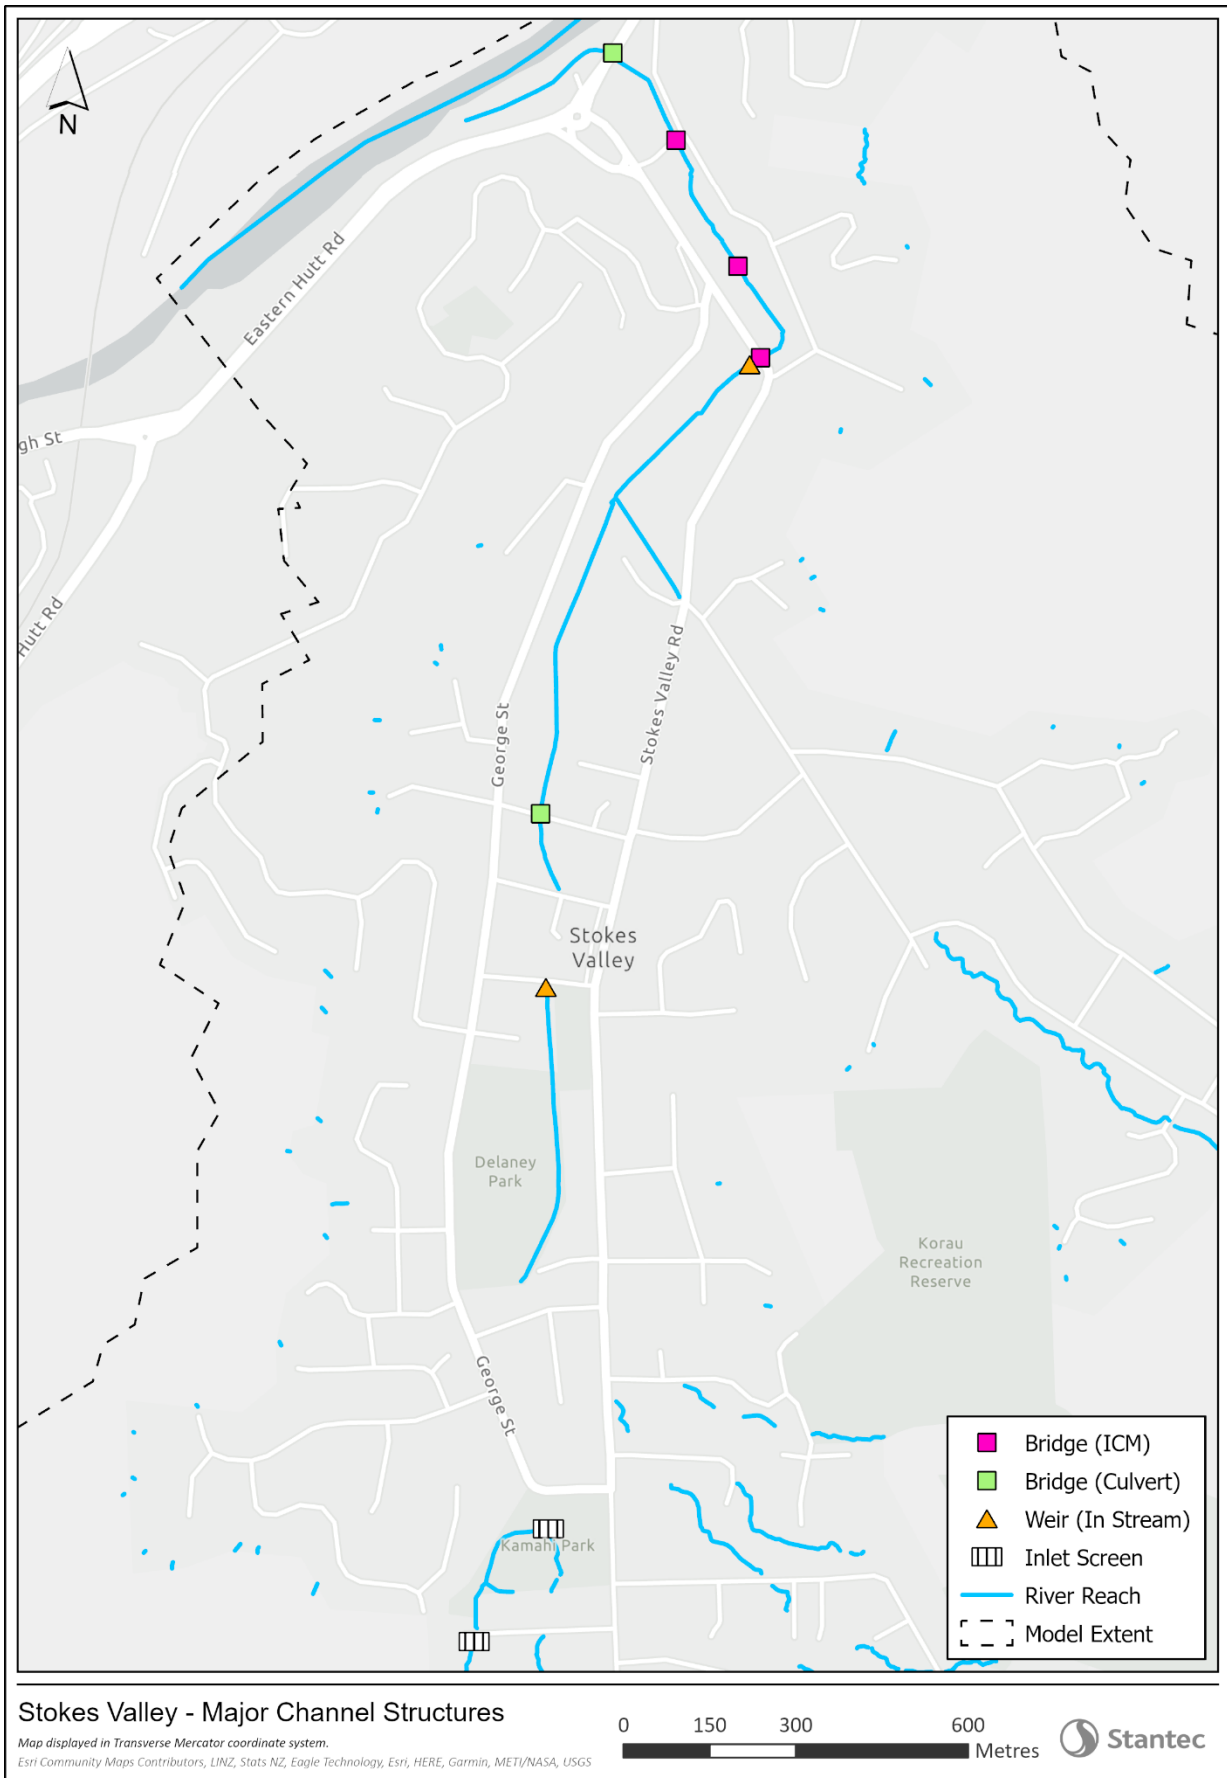 N
Eastern Hutt Rd
gh St
Hutt Rd
George St
Stokes Valley Rd
Stokes
Valley
Delaney
Park
Korau
Recreation
Reserve
George St
Kamahi Park
Bridge (ICM)
Bridge (Culvert)
Weir (In Stream)
Inlet Screen
River Reach
Model Extent
Stokes Valley - Major Channel Structures
Map displayed in Transverse Mercator coordinate system.
Esri Community Maps Contributors, LINZ, Stats NZ, Eagle Technology, Esri, HERE, Garmin, METI/NASA, USGS
0 150 300 600
Metres
Stantec